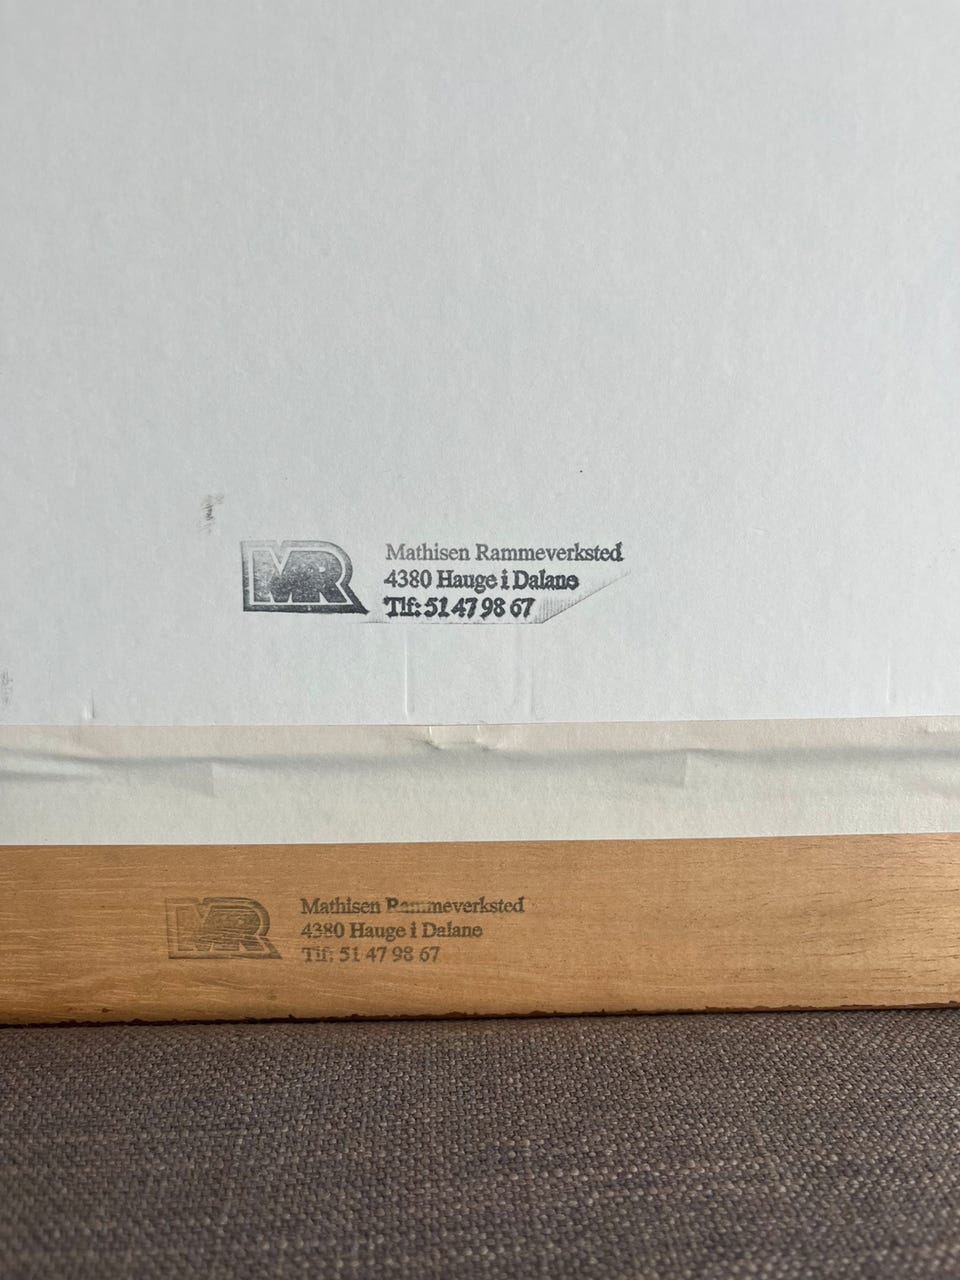 MR
Mathisen Rammeverksted
4380 Hauge i Dalane
Tlf: 51 47 98 67
MR
Mathisen Rammeverksted
4380 Hauge i Dalane
Tlf: 51 47 98 67